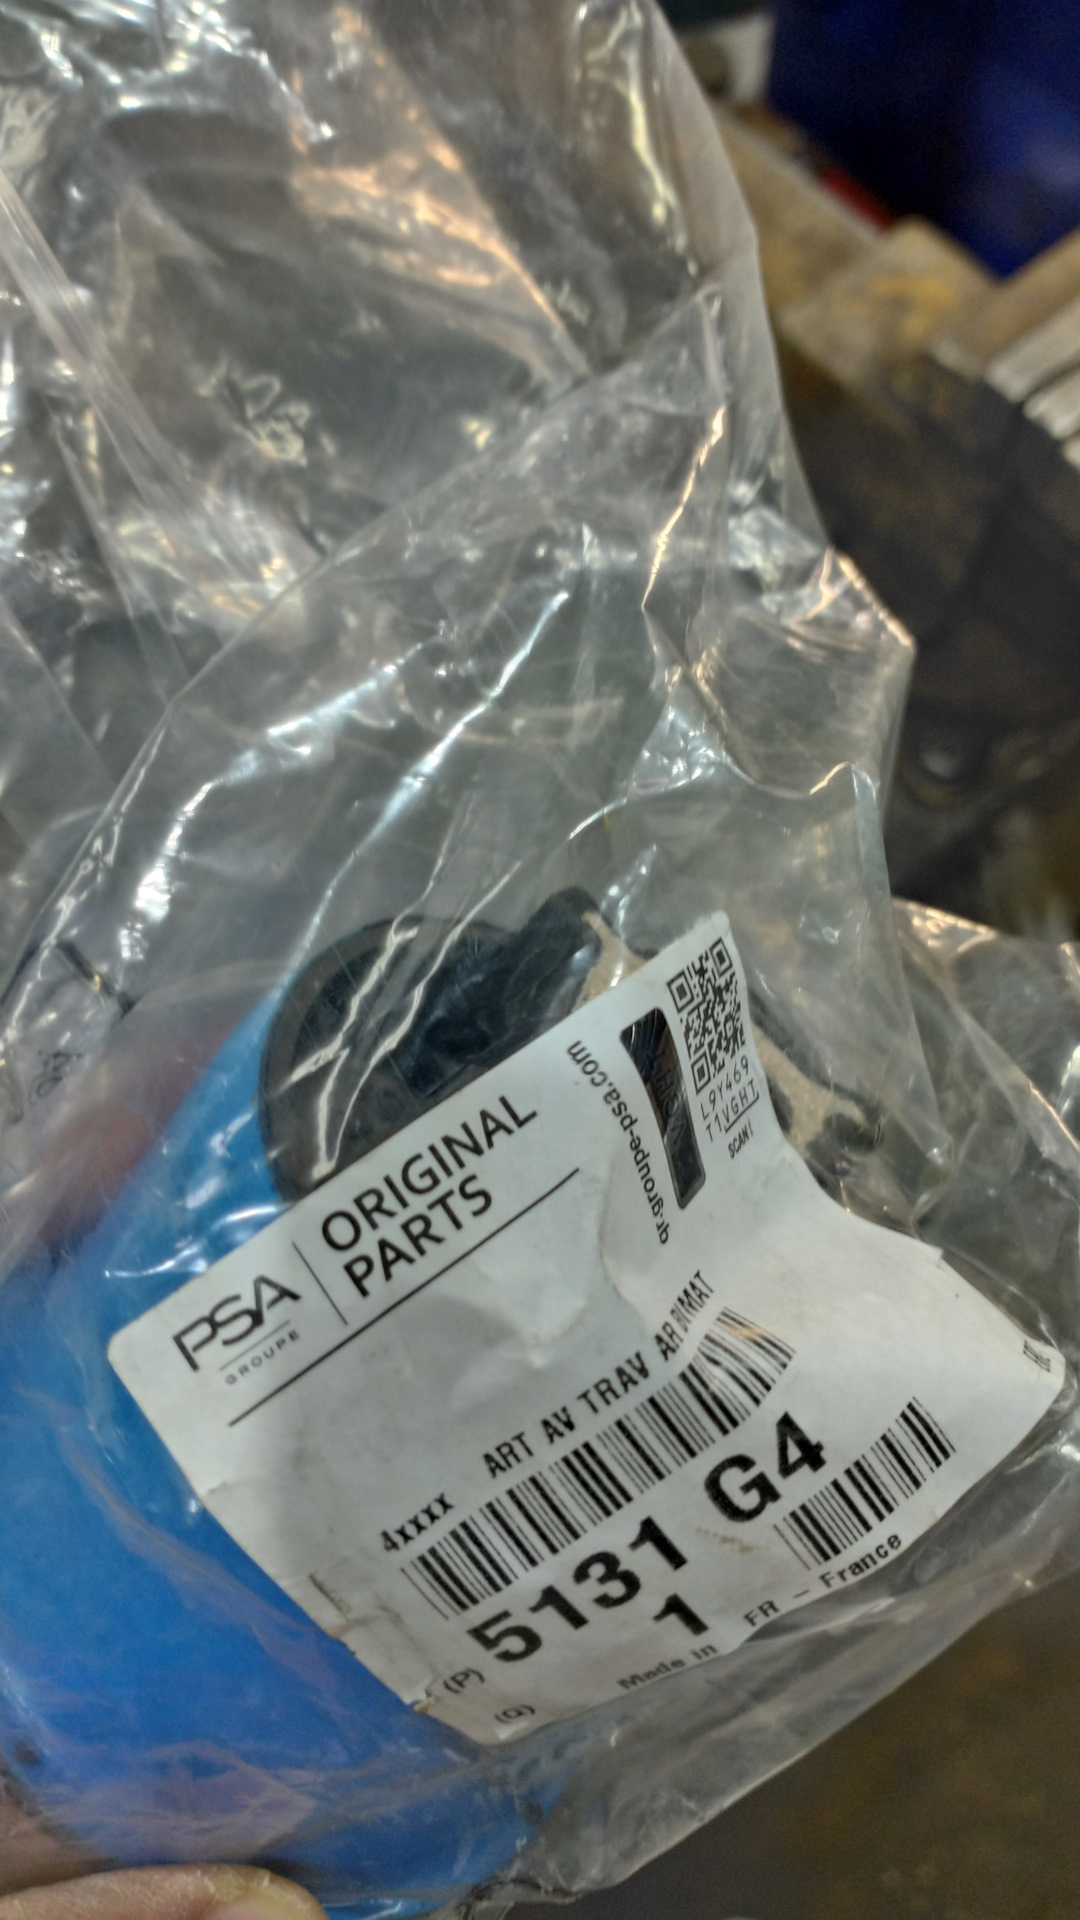 PSA
GROUPE
ORIGINAL
PARTS
qr.groupe-psa.com
L9Y469
T1VGHT
SCAN!
ART AV TRAV AR BIMAT
4xxxx
(P) 5131 G4
(Q) 1
Made in FR - France